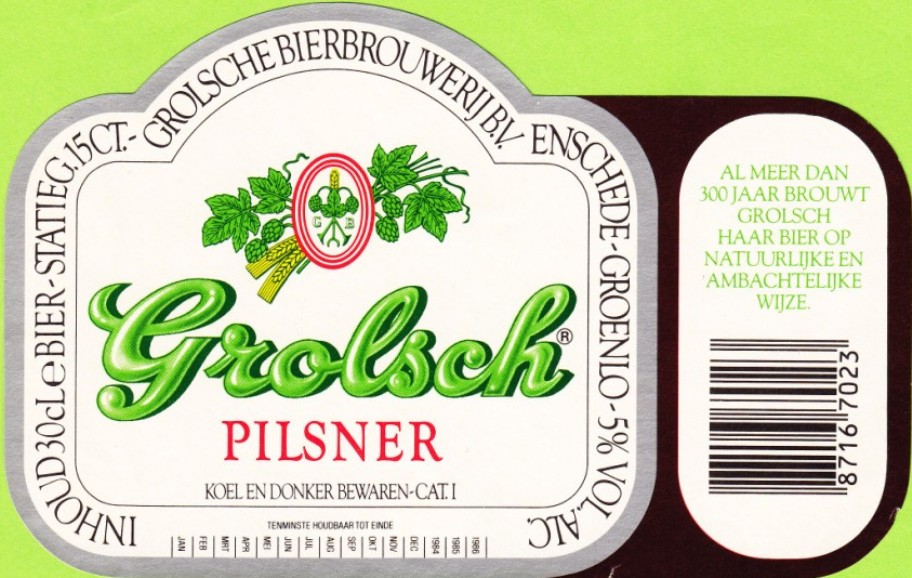 INHOUD 30cL e BIER - STATIEG. 15 CT. - GROLSCHE BIERBROUWERIJ B.V. ENSCHEDE - GROENLO - 5% VOL. ALC.
G B
Grolsch®
PILSNER
KOEL EN DONKER BEWAREN - CAT. I
TENMINSTE HOUDBAAR TOT EINDE
JAN FEB MRT APR MEI JUN JUL AUG SEP OKT NOV DEC 1984 1985 1986
AL MEER DAN
300 JAAR BROUWT
GROLSCH
HAAR BIER OP
NATUURLIJKE EN
AMBACHTELIJKE
WIJZE.
8716 7023